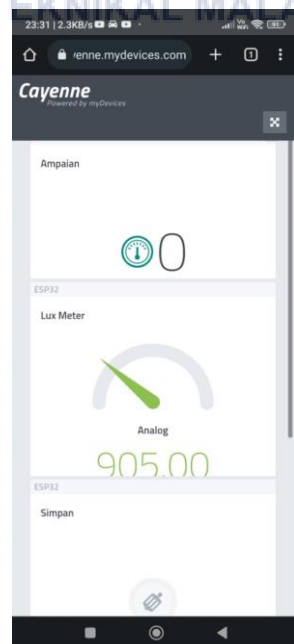 TEKNIKAL MALA
23:31 | 2.3KB/s
enne.mydevices.com
1
Cayenne
Powered by myDevices
Ampaian
0
ESP32
Lux Meter
Analog
905.00
ESP32
Simpan